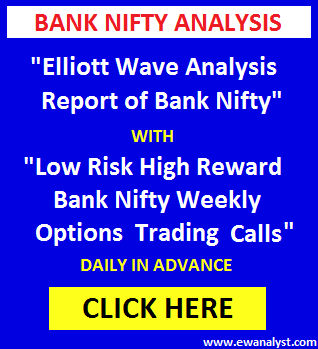 BANK NIFTY ANALYSIS
"Elliott Wave Analysis
Report of Bank Nifty"
WITH
"Low Risk High Reward
Bank Nifty Weekly
Options Trading Calls"
DAILY IN ADVANCE
CLICK HERE
www.ewanalyst.com